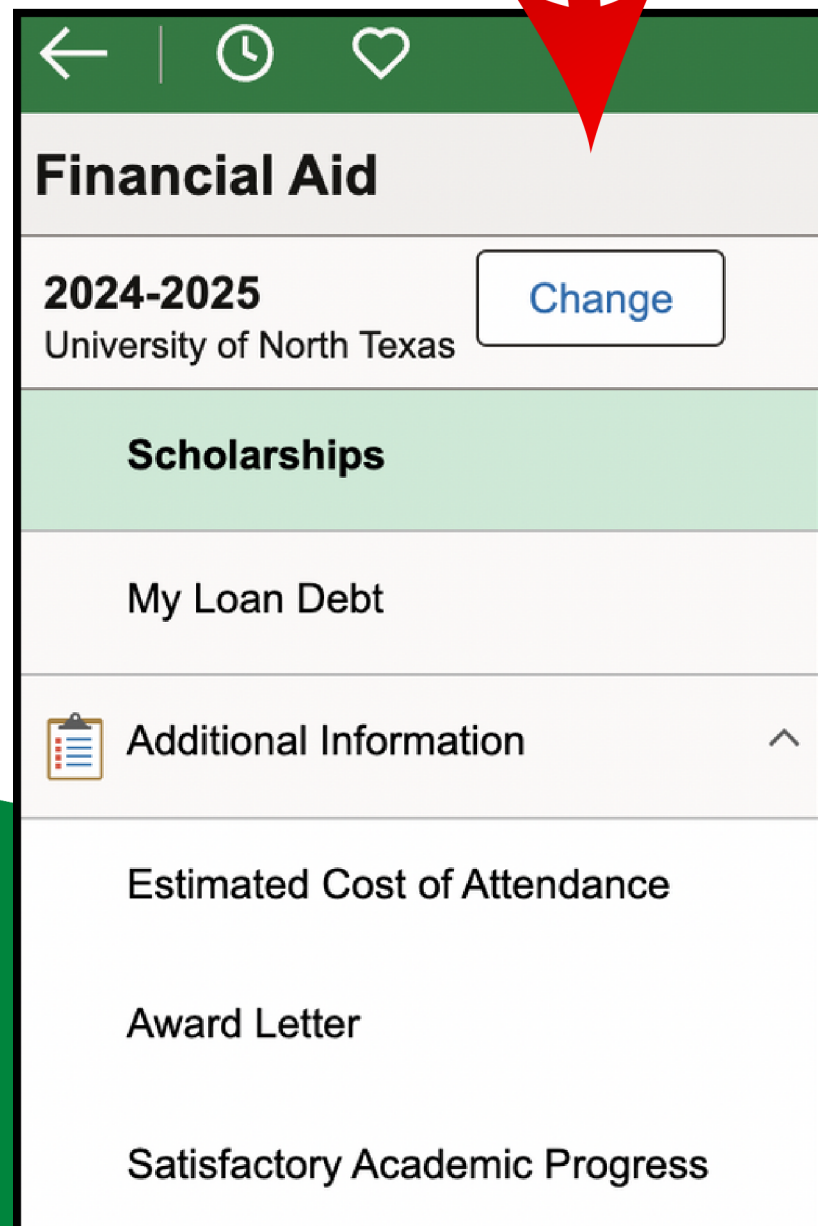 Financial Aid
2024-2025
Change
University of North Texas
Scholarships
My Loan Debt
Additional Information
Estimated Cost of Attendance
Award Letter
Satisfactory Academic Progress